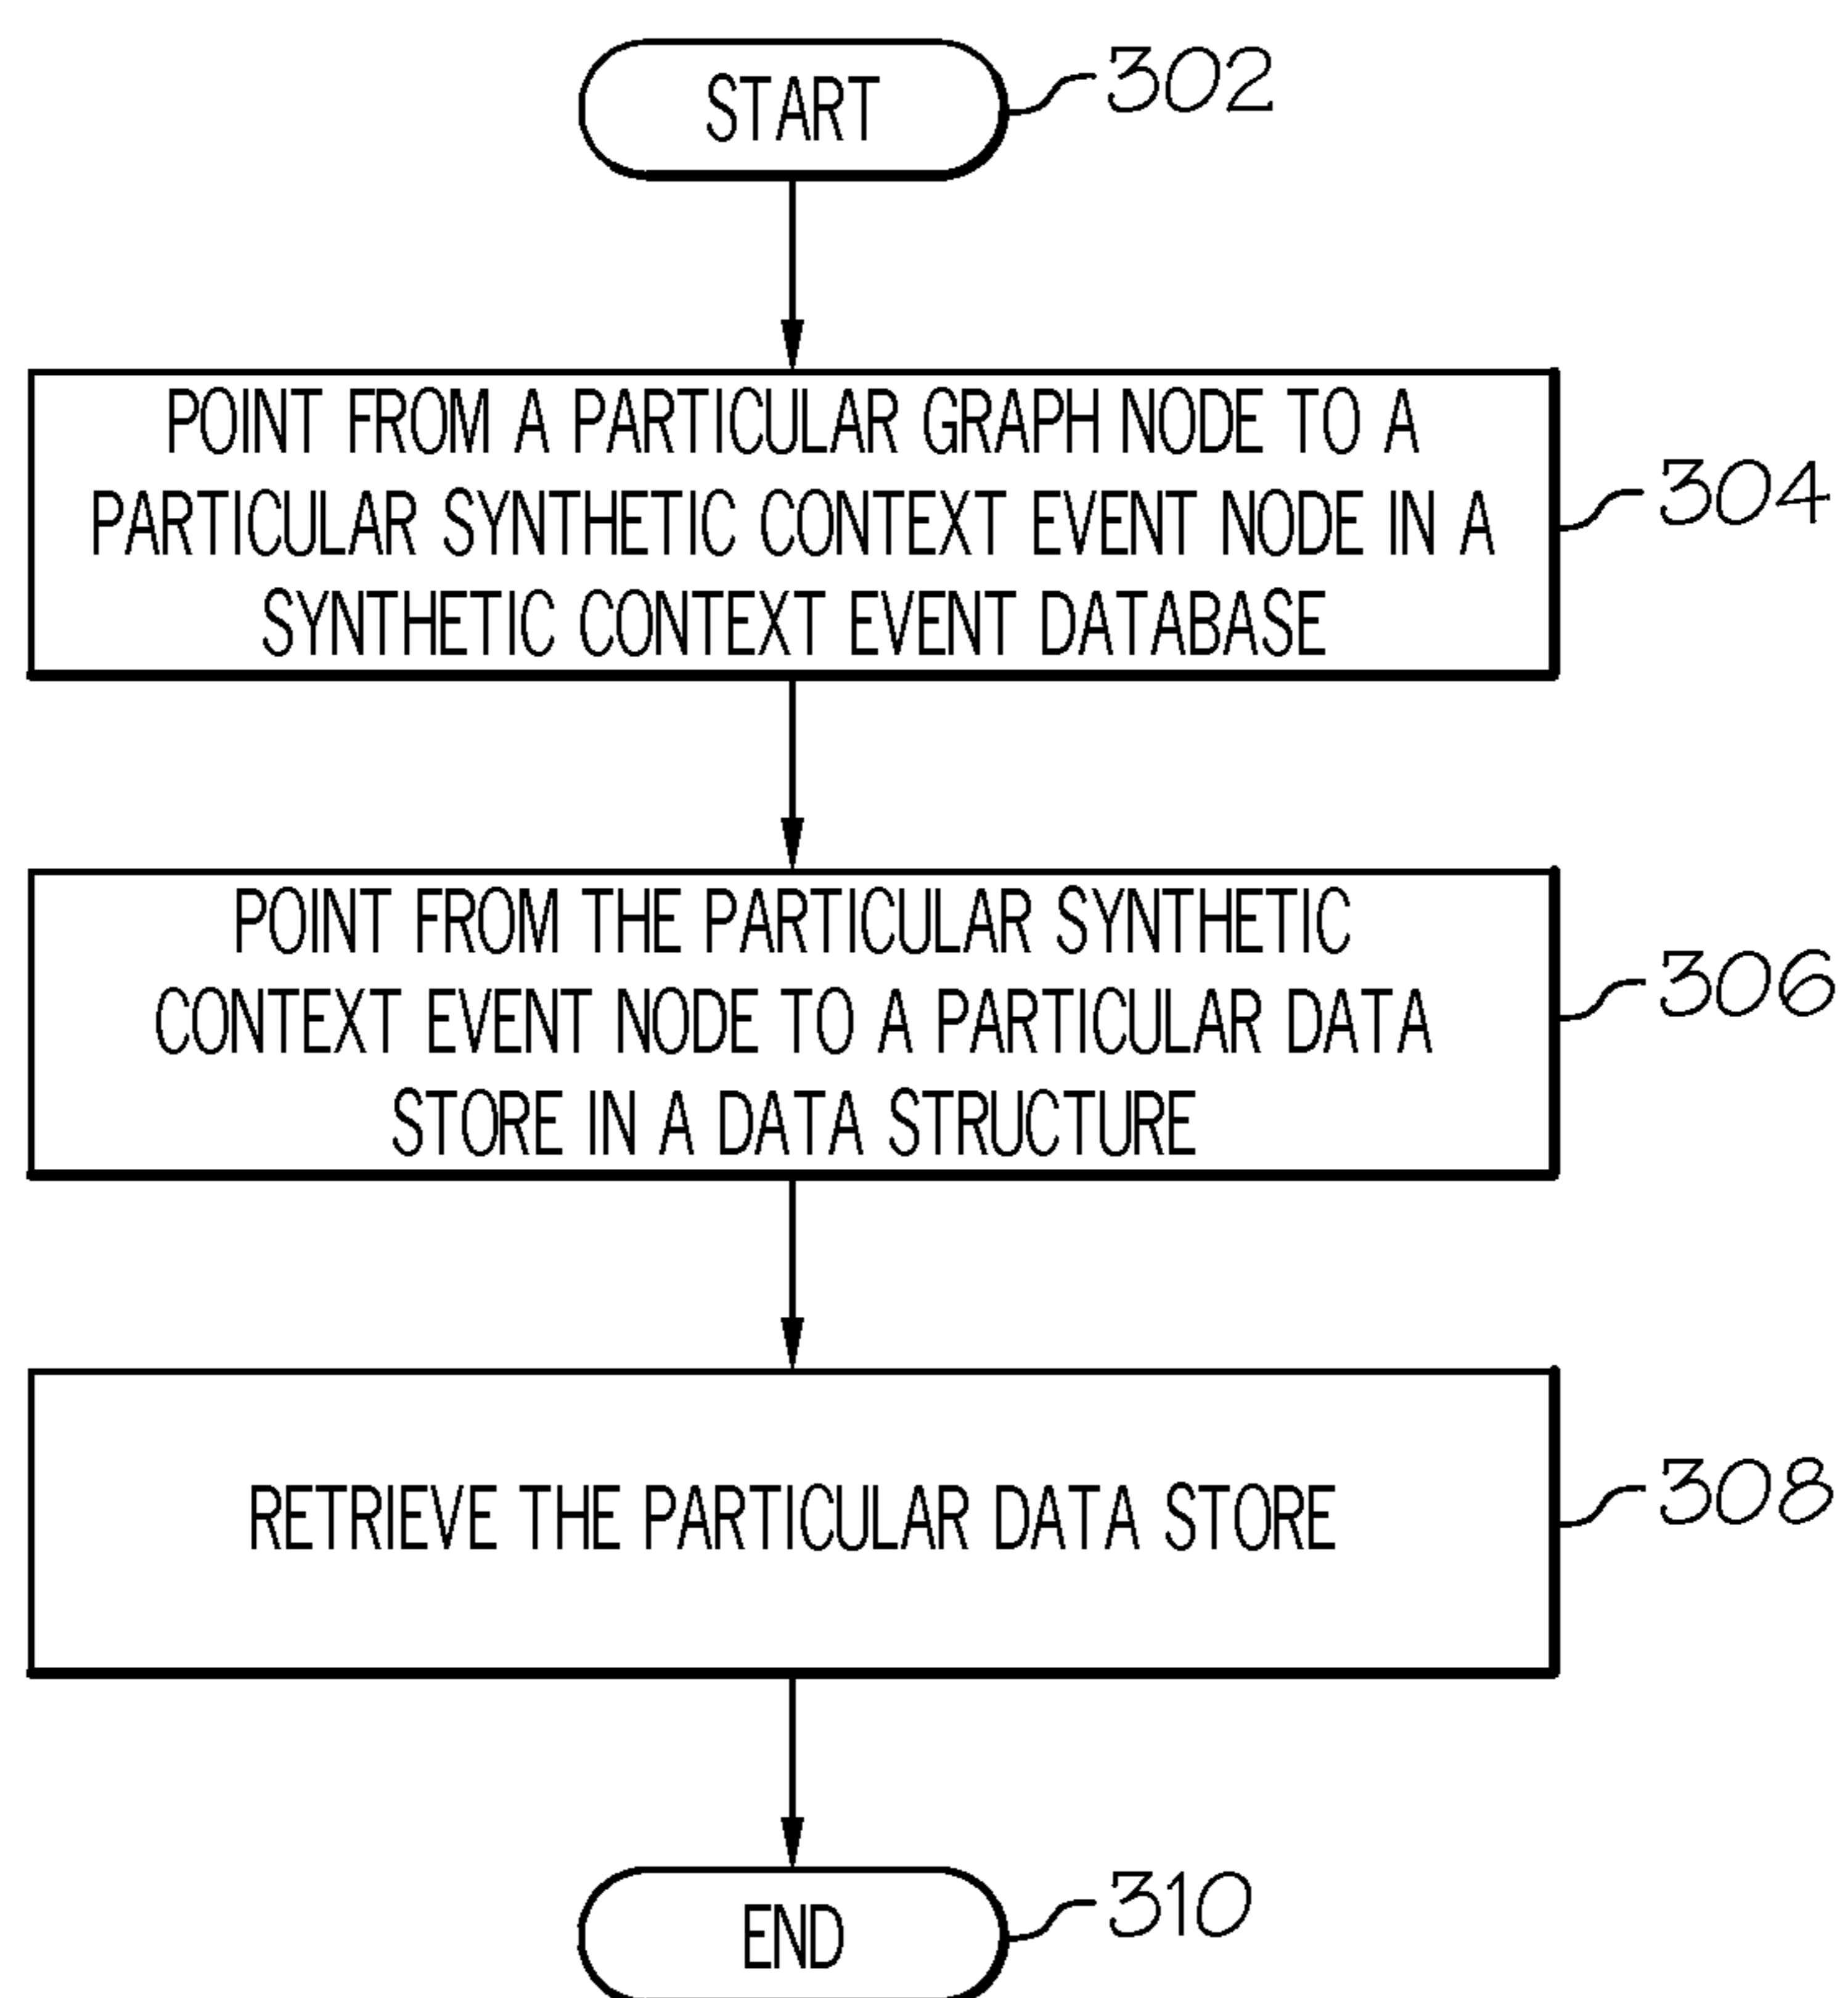 START
302
POINT FROM A PARTICULAR GRAPH NODE TO A
PARTICULAR SYNTHETIC CONTEXT EVENT NODE IN A
SYNTHETIC CONTEXT EVENT DATABASE
304
POINT FROM THE PARTICULAR SYNTHETIC
CONTEXT EVENT NODE TO A PARTICULAR DATA
STORE IN A DATA STRUCTURE
306
RETRIEVE THE PARTICULAR DATA STORE
308
END
310